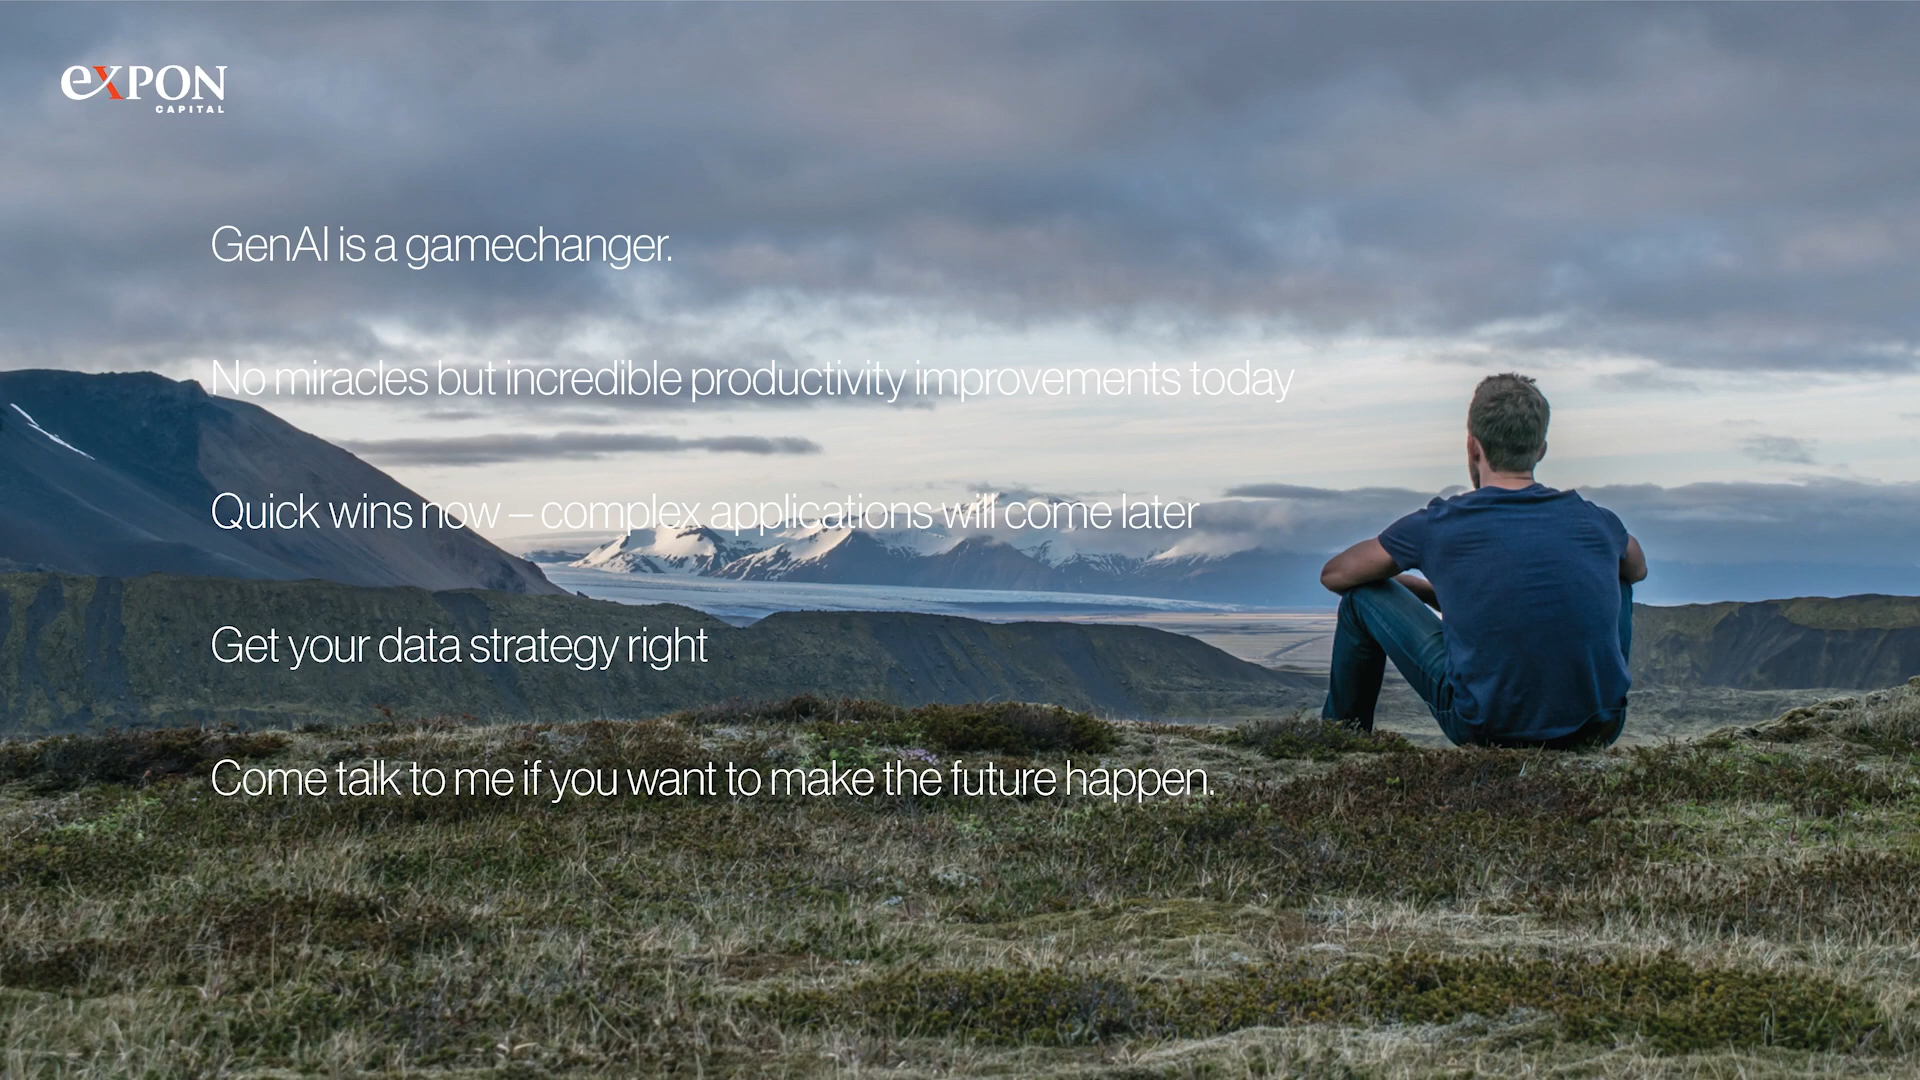 eXPON
CAPITAL
GenAI is a gamechanger.
No miracles but incredible productivity improvements today
Quick wins now – complex applications will come later
Get your data strategy right
Come talk to me if you want to make the future happen.